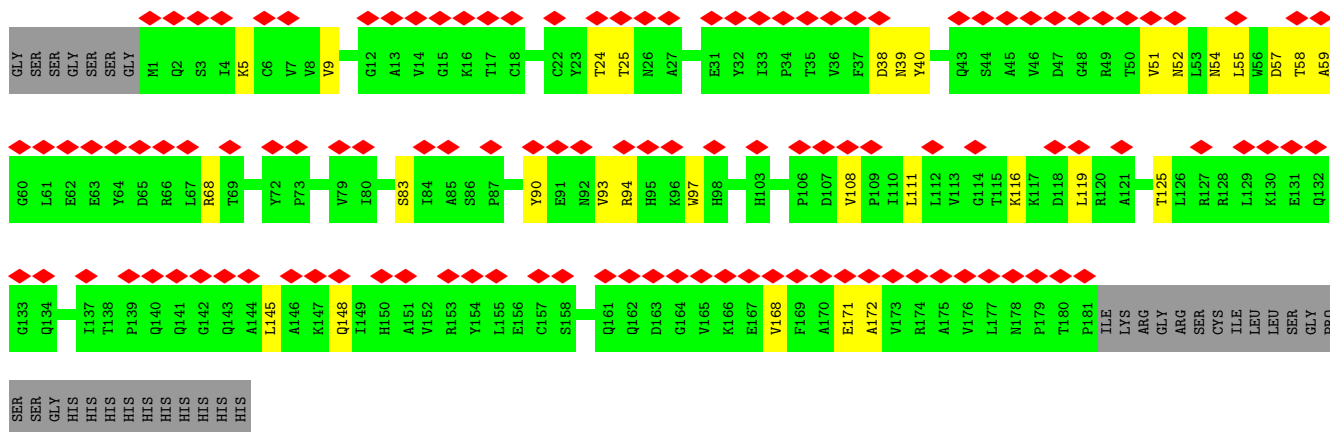 GLY SER SER GLY SER SER GLY M1 Q2 S3 I4 K5 C6 V7 V8 V9 G12 A13 V14 G15 K16 T17 C18 C22 Y23 T24 T25 N26 A27 E31 Y32 I33 P34 T35 V36 F37 D38 N39 Y40 Q43 S44 A45 V46 D47 G48 R49 T50 V51 N52 L53 N54 L55 W56 D57 T58 A59
G60 L61 E62 E63 Y64 D65 R66 L67 R68 T69 Y72 P73 V79 I80 S83 I84 A85 S86 P87 Y90 E91 N92 V93 R94 H95 K96 W97 H98 H103 P106 D107 V108 P109 I110 L111 L112 V113 G114 T115 K116 K117 D118 L119 R120 A121 T125 L126 R127 R128 L129 K130 E131 Q132
G133 Q134 I137 T138 P139 Q140 Q141 G142 Q143 A144 L145 A146 K147 Q148 I149 H150 A151 V152 R153 Y154 L155 E156 C157 S158 Q161 Q162 D163 G164 V165 K166 E167 V168 F169 A170 E171 A172 V173 R174 A175 V176 L177 N178 P179 T180 P181 ILE LYS ARG GLY ARG SER CYS ILE LEU LEU SER GLY PRO
SER SER GLY HIS HIS HIS HIS HIS HIS HIS HIS HIS HIS